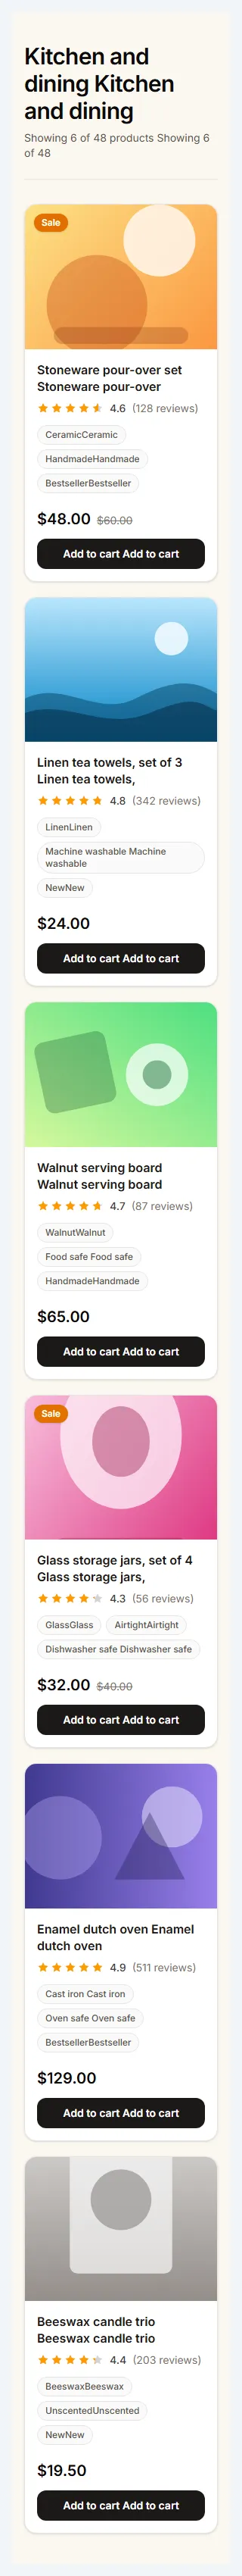 Kitchen and
dining Kitchen
and dining
Showing 6 of 48 products Showing 6
of 48
Sale
Stoneware pour-over set
Stoneware pour-over
4.6 (128 reviews)
CeramicCeramic
HandmadeHandmade
BestsellerBestseller
$48.00 $60.00
Add to cart Add to cart
Linen tea towels, set of 3
Linen tea towels,
4.8 (342 reviews)
LinenLinen
Machine washable Machine
washable
NewNew
$24.00
Add to cart Add to cart
Walnut serving board
Walnut serving board
4.7 (87 reviews)
WalnutWalnut
Food safe Food safe
HandmadeHandmade
$65.00
Add to cart Add to cart
Sale
Glass storage jars, set of 4
Glass storage jars,
4.3 (56 reviews)
GlassGlass AirtightAirtight
Dishwasher safe Dishwasher safe
$32.00 $40.00
Add to cart Add to cart
Enamel dutch oven Enamel
dutch oven
4.9 (511 reviews)
Cast iron Cast iron
Oven safe Oven safe
BestsellerBestseller
$129.00
Add to cart Add to cart
Beeswax candle trio
Beeswax candle trio
4.4 (203 reviews)
BeeswaxBeeswax
UnscentedUnscented
NewNew
$19.50
Add to cart Add to cart